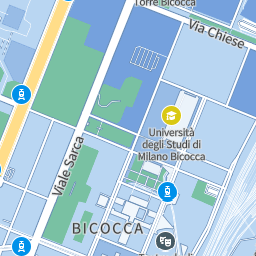 Torre Bicocca
Via Chiese
Università
degli Studi di
Milano Bicocca
Viale Sarca
BICOCCA